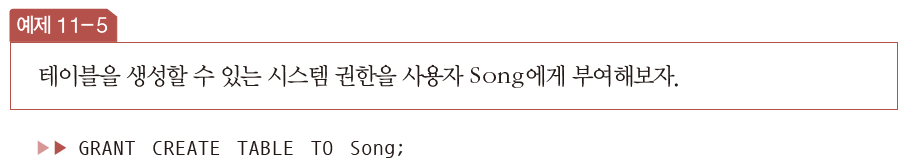 예제 11-5
테이블을 생성할 수 있는 시스템 권한을 사용자 Song에게 부여해보자.
GRANT CREATE TABLE TO Song;